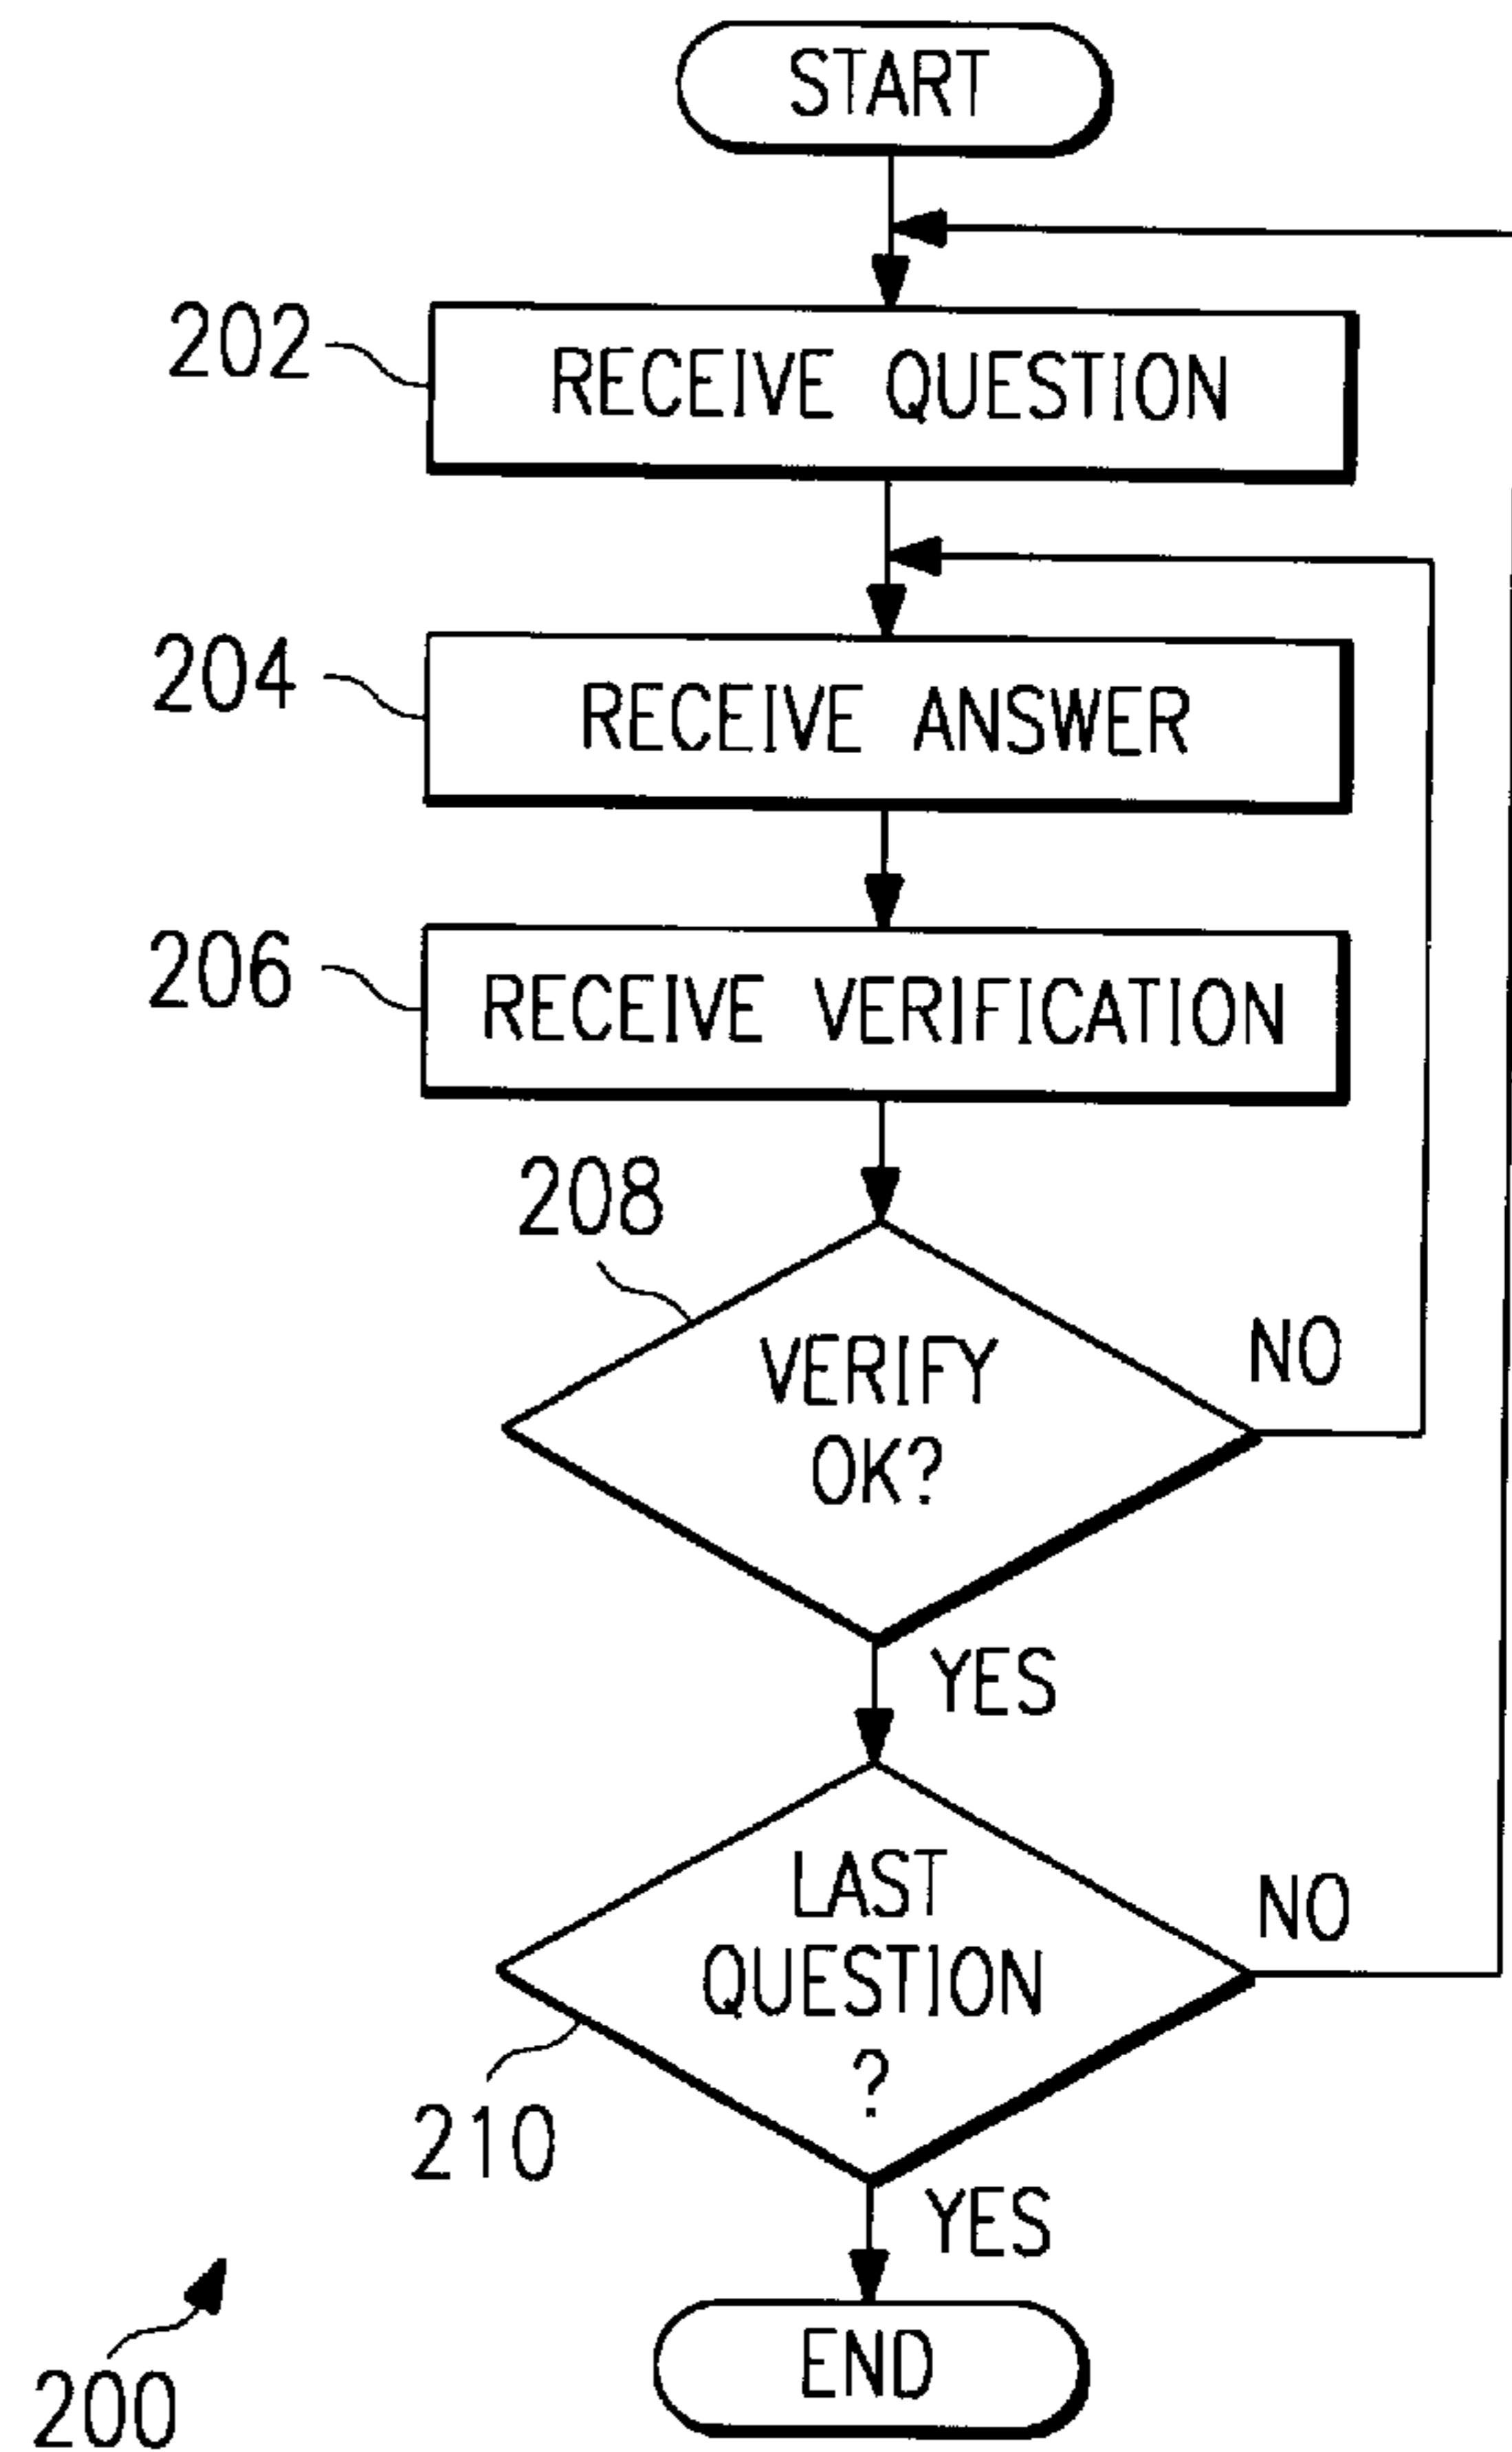 START
202
RECEIVE QUESTION
204
RECEIVE ANSWER
206
RECEIVE VERIFICATION
208
VERIFY
OK?
NO
YES
LAST
QUESTION
?
NO
210
YES
END
200